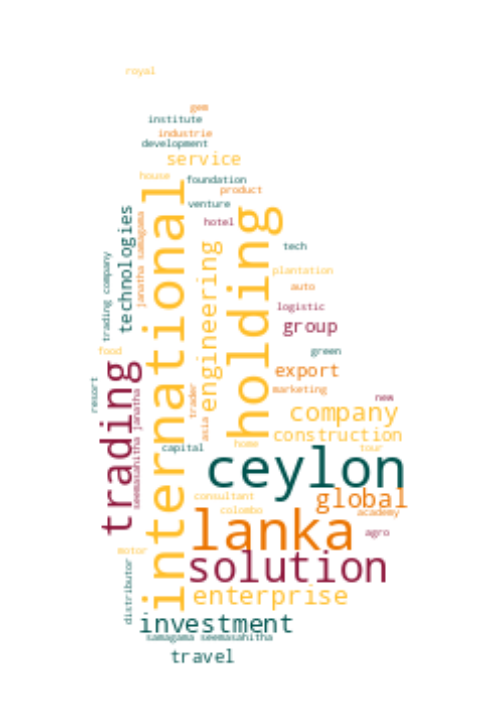 royal
gem
institute
industrie
development
service
house
foundation
product
venture
technologies
janatha samagama
international
hotel
holding
engineering
tech
trading company
plantation
auto
logistic
group
green
food
export
resort
trading
seemasahitha janatha
trader
marketing
new
company
asia
construction
home
capital
tour
ceylon
consultant
global
colombo
academy
lanka
agro
motor
solution
distributor
enterprise
investment
samagama seemasahitha
travel